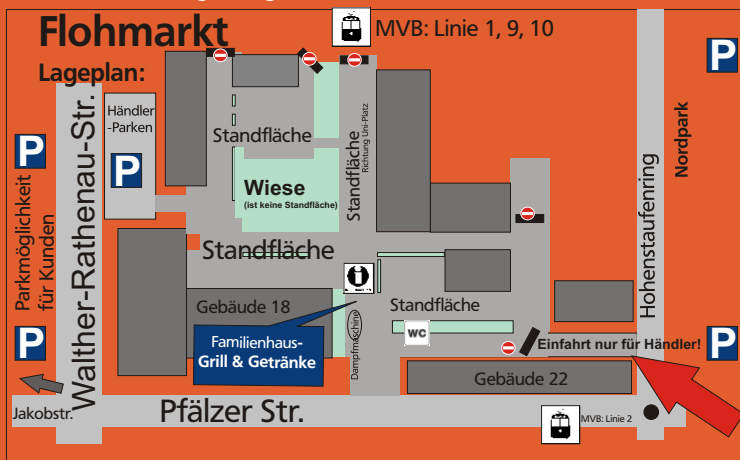 Flohmarkt
Lageplan:
MVB: Linie 1, 9, 10
P
Händler
-Parken
P
P
Parkmöglichkeit
für Kunden
P
Walther-Rathenau-Str.
Standfläche
Wiese
(ist keine Standfläche)
Standfläche
Richtung Uni-Platz
Standfläche
Hohenstaufenring
Nordpark
Gebäude 18
Familienhaus-
Grill & Getränke
i
Dampfmaschine
Standfläche
WC
Einfahrt nur für Händler!
P
Gebäude 22
Jakobstr.
Pfälzer Str.
MVB: Linie 2